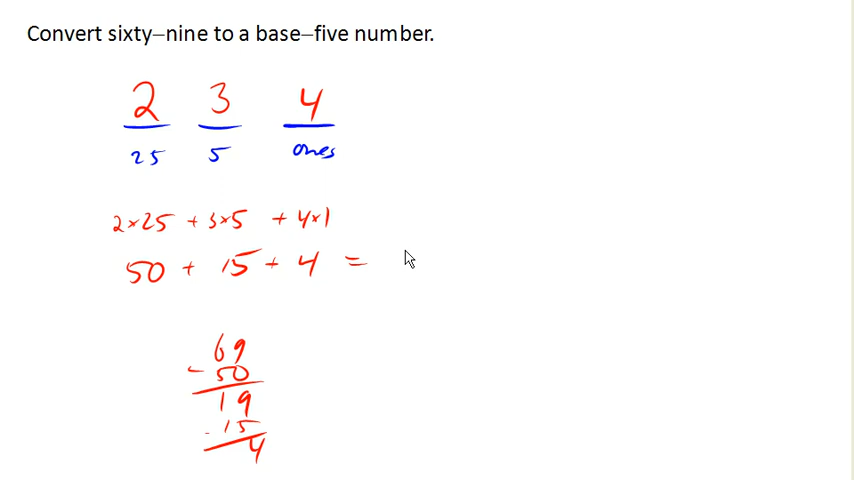 Convert sixty–nine to a base–five number.
2 3 4
25 5 ones
2×25 + 3×5 + 4×1
50 + 15 + 4 =
69
- 50
19
- 15
4